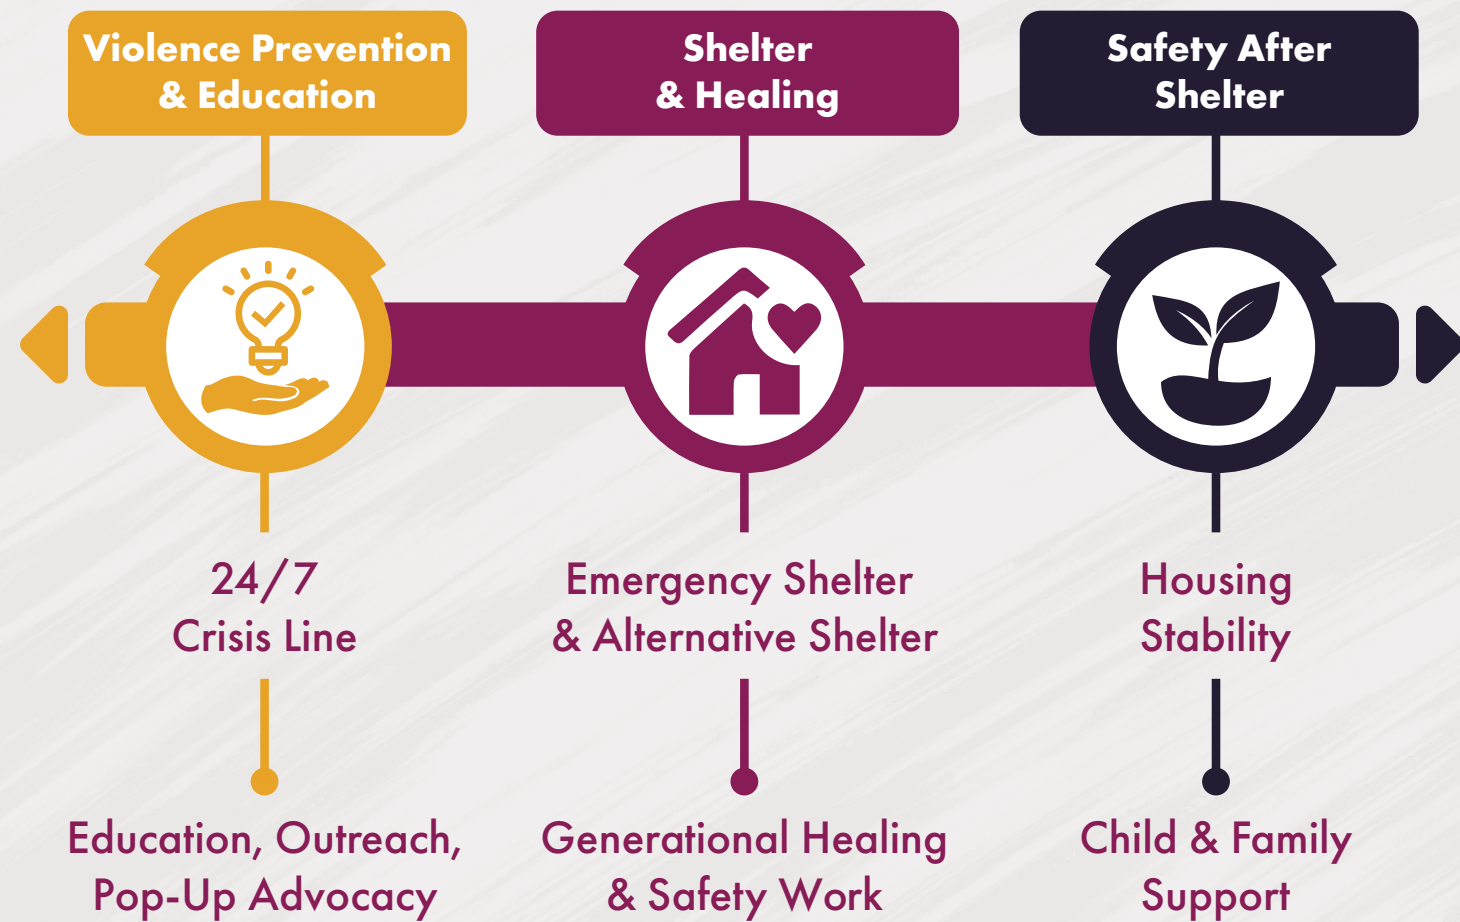 Violence Prevention
& Education
Shelter
& Healing
Safety After
Shelter
24/7
Crisis Line
Emergency Shelter
& Alternative Shelter
Housing
Stability
Education, Outreach,
Pop-Up Advocacy
Generational Healing
& Safety Work
Child & Family
Support